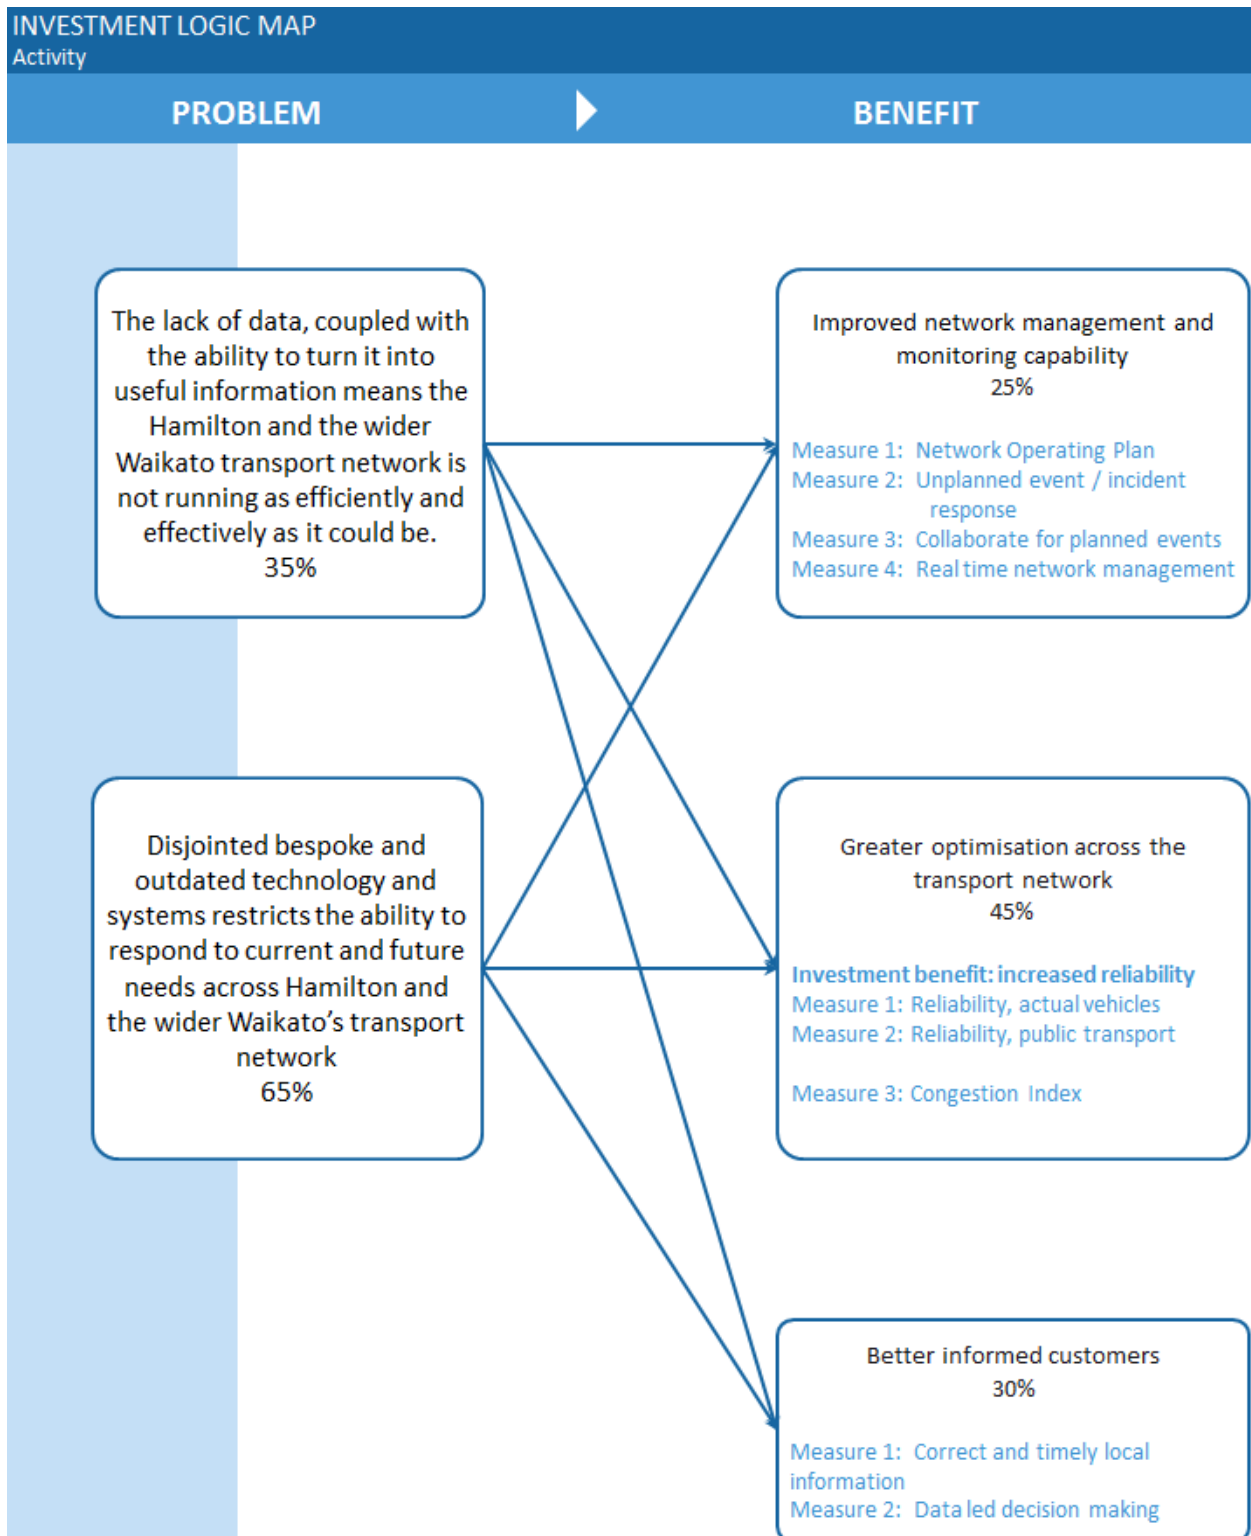 INVESTMENT LOGIC MAP
Activity
PROBLEM
BENEFIT
The lack of data, coupled with
the ability to turn it into
useful information means the
Hamilton and the wider
Waikato transport network is
not running as efficiently and
effectively as it could be.
35%
Disjointed bespoke and
outdated technology and
systems restricts the ability to
respond to current and future
needs across Hamilton and
the wider Waikato’s transport
network
65%
Improved network management and
monitoring capability
25%
Measure 1: Network Operating Plan
Measure 2: Unplanned event / incident
response
Measure 3: Collaborate for planned events
Measure 4: Real time network management
Greater optimisation across the
transport network
45%
Investment benefit: increased reliability
Measure 1: Reliability, actual vehicles
Measure 2: Reliability, public transport
Measure 3: Congestion Index
Better informed customers
30%
Measure 1: Correct and timely local
information
Measure 2: Data led decision making